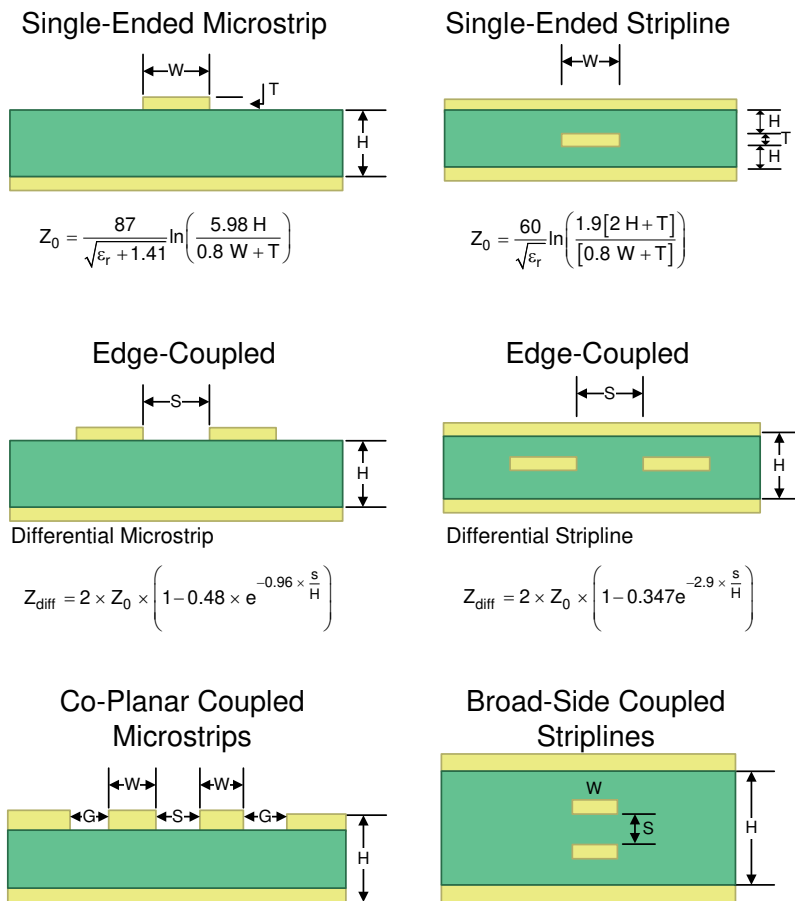 Single-Ended Microstrip
W
T
H
Z0 = 87 / √(εr + 1.41) ln(5.98 H / 0.8 W + T)
Single-Ended Stripline
W
H
T
H
Z0 = 60 / √εr ln(1.9[2 H + T] / [0.8 W + T])
Edge-Coupled
S
H
Differential Microstrip
Zdiff = 2 × Z0 × (1 − 0.48 × e^(−0.96 × s/H))
Edge-Coupled
S
H
Differential Stripline
Zdiff = 2 × Z0 × (1 − 0.347e^(−2.9 × s/H))
Co-Planar Coupled
Microstrips
W W
G S G
H
Broad-Side Coupled
Striplines
W
S
H